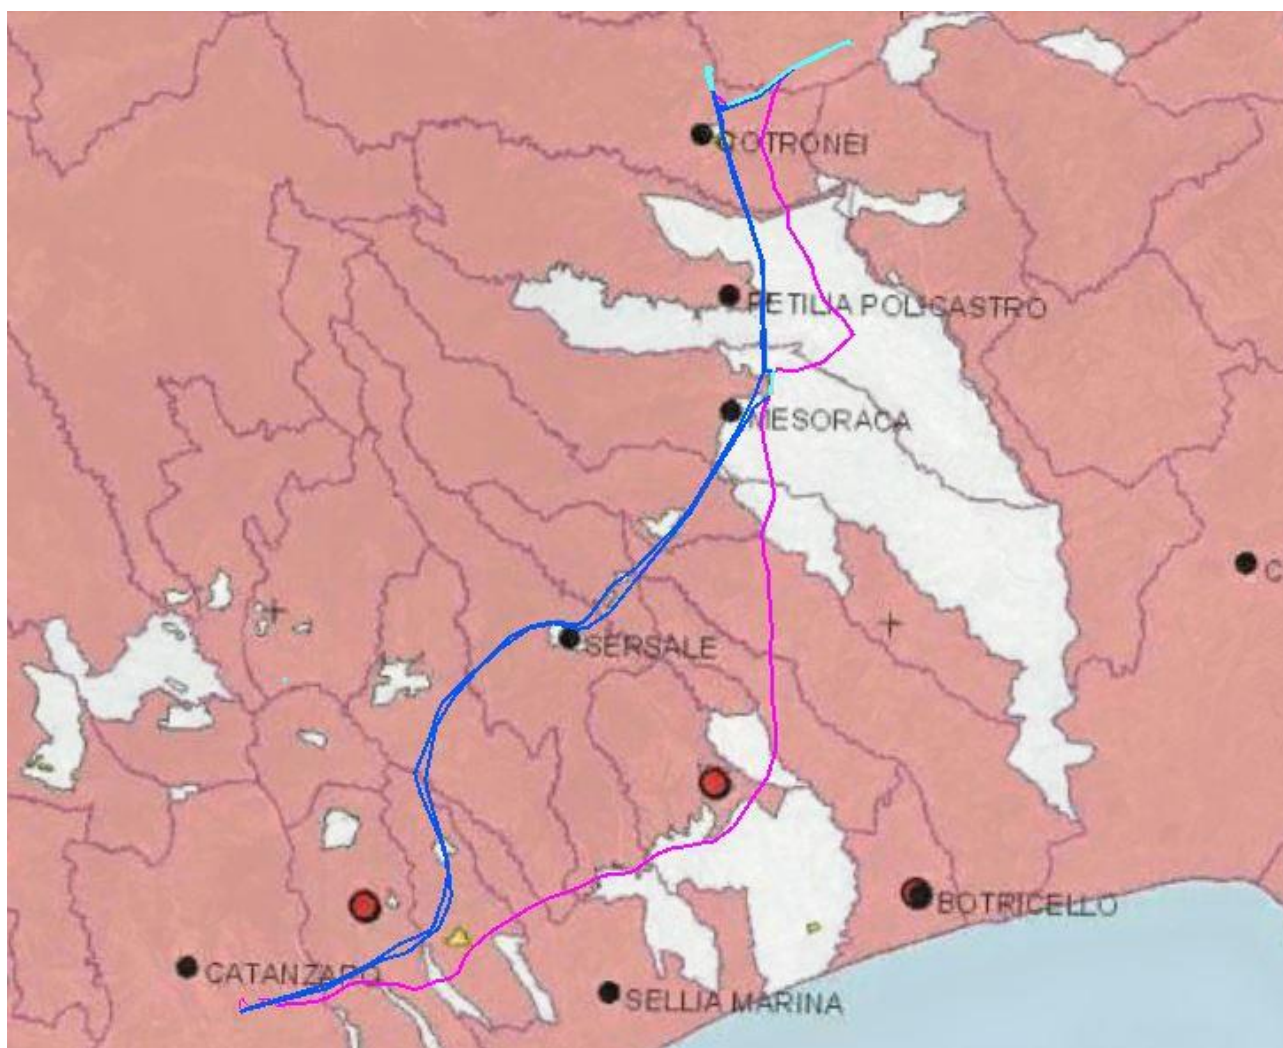 COTRONEI
PETILIA POLICASTRO
MESORACA
C
SERSALE
BOTRICELLO
CATANZARO
SELLIA MARINA